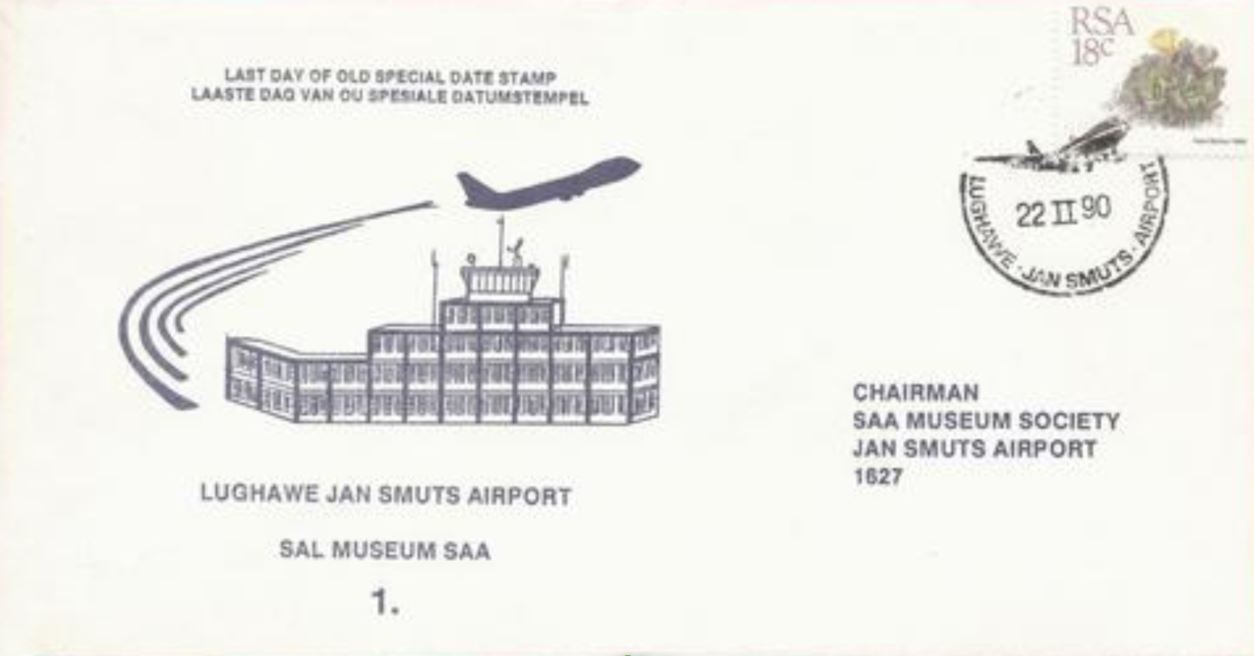 LAST DAY OF OLD SPECIAL DATE STAMP
LAASTE DAG VAN OU SPESIALE DATUMSTEMPEL
RSA
18c
LUGHAWE · JAN SMUTS · AIRPORT
22 II 90
CHAIRMAN
SAA MUSEUM SOCIETY
JAN SMUTS AIRPORT
1627
LUGHAWE JAN SMUTS AIRPORT
SAL MUSEUM SAA
1.